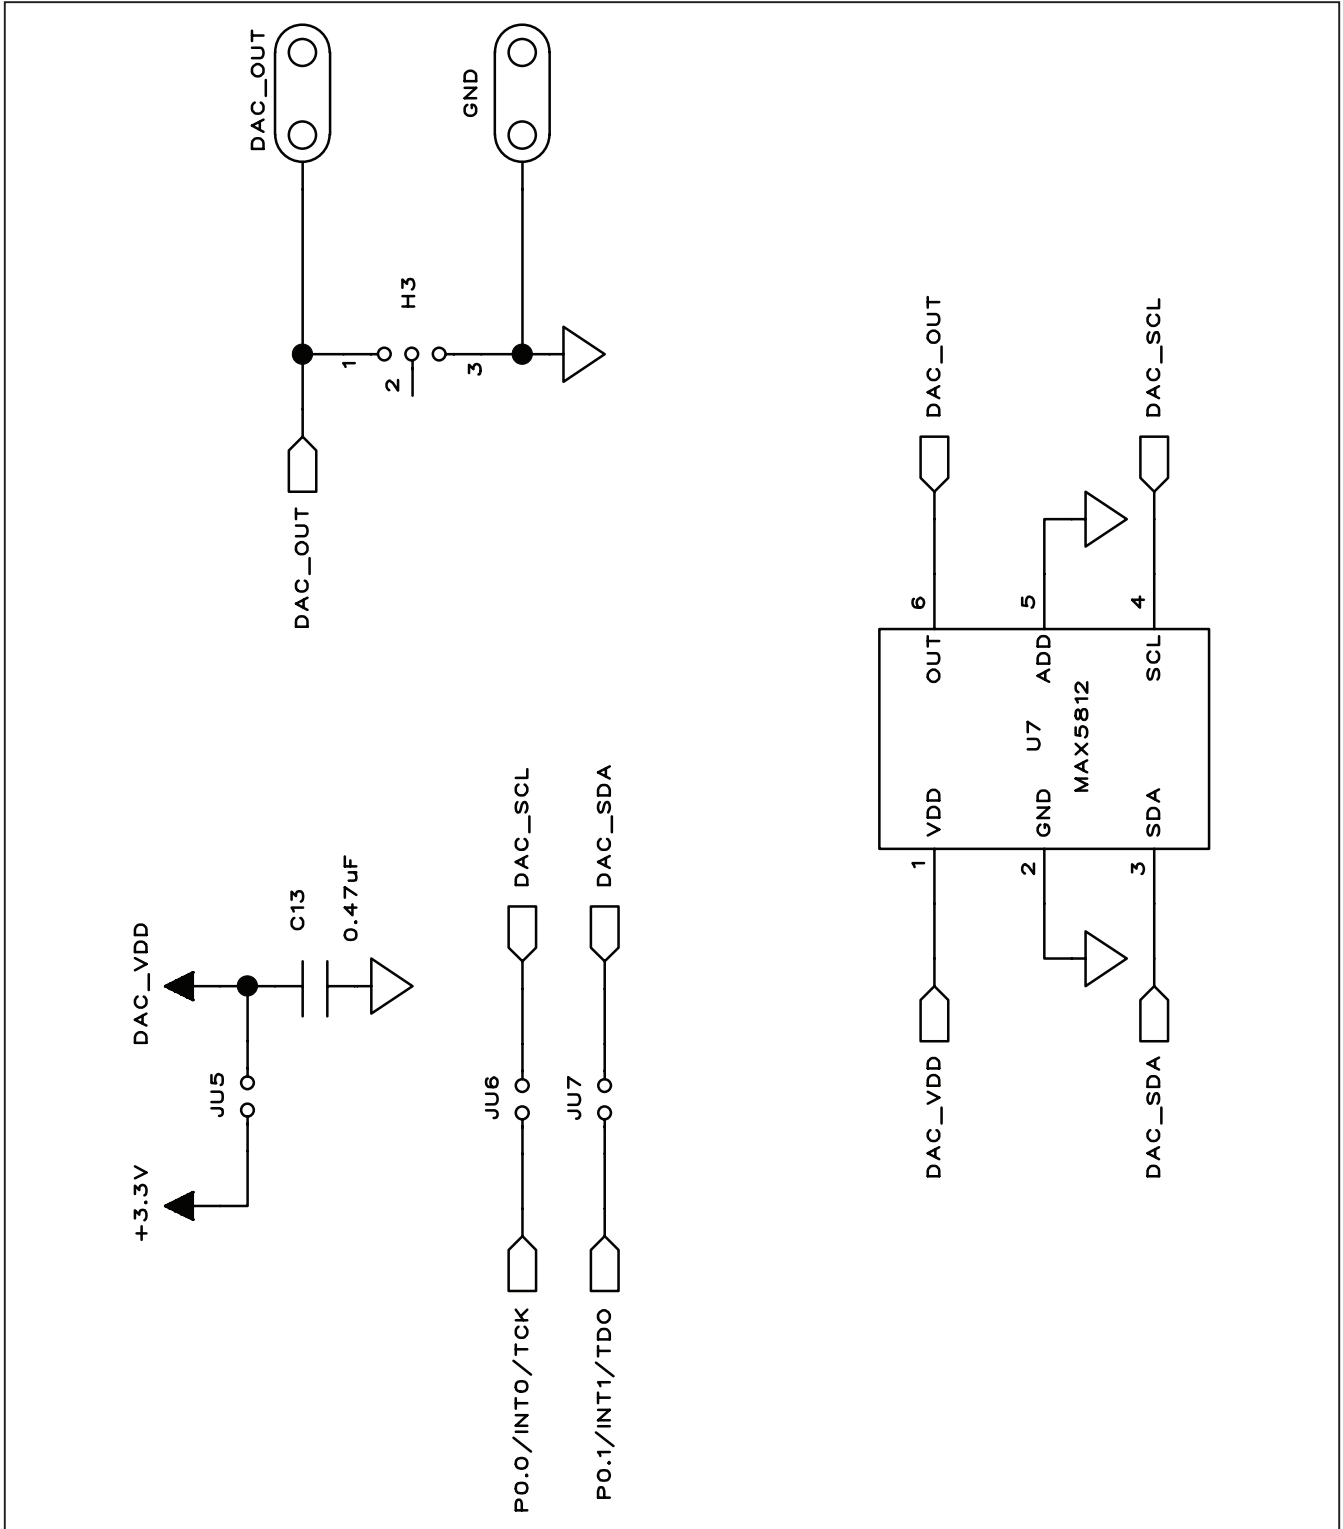 +3.3V
JU5
DAC_VDD
C13
0.47uF
DAC_OUT
DAC_OUT
1
2
3
H3
GND
P0.0/INT0/TCK
JU6
DAC_SCL
P0.1/INT1/TDO
JU7
DAC_SDA
DAC_VDD
1
VDD
OUT
6
DAC_OUT
2
GND
U7
ADD
5
MAX5812
DAC_SDA
3
SDA
SCL
4
DAC_SCL